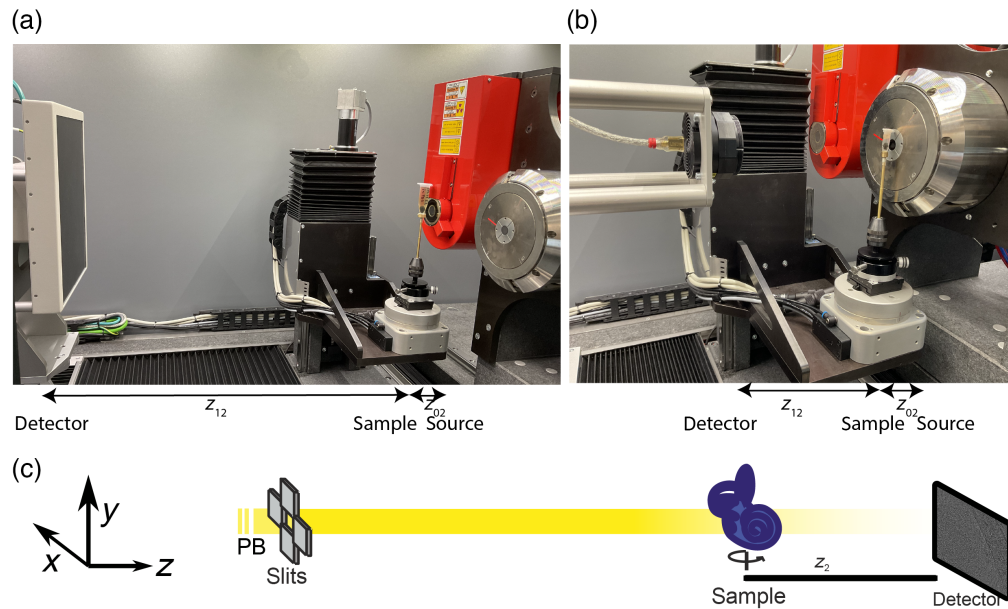 (a)
(b)
z12
z02
Detector
Sample Source
z12
z02
Detector
Sample Source
(c)
y
x
z
PB
Slits
z2
Sample
Detector